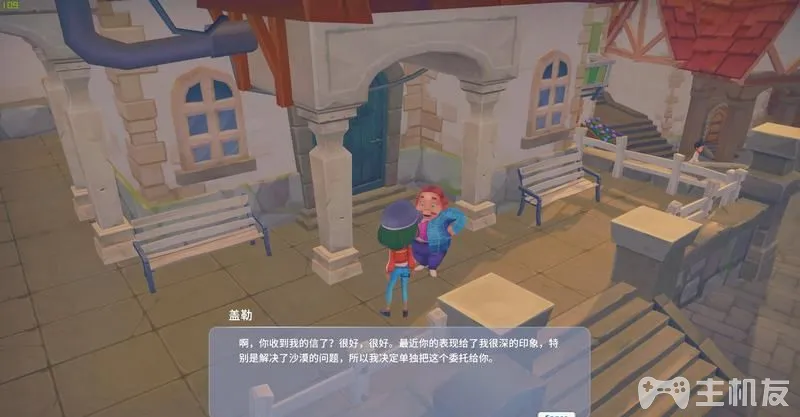 109
盖勒
啊，你收到我的信了？很好，很好。最近你的表现给了我很深的印象，特
别是解决了沙漠的问题，所以我决定单独把这个委托给你。
主机友